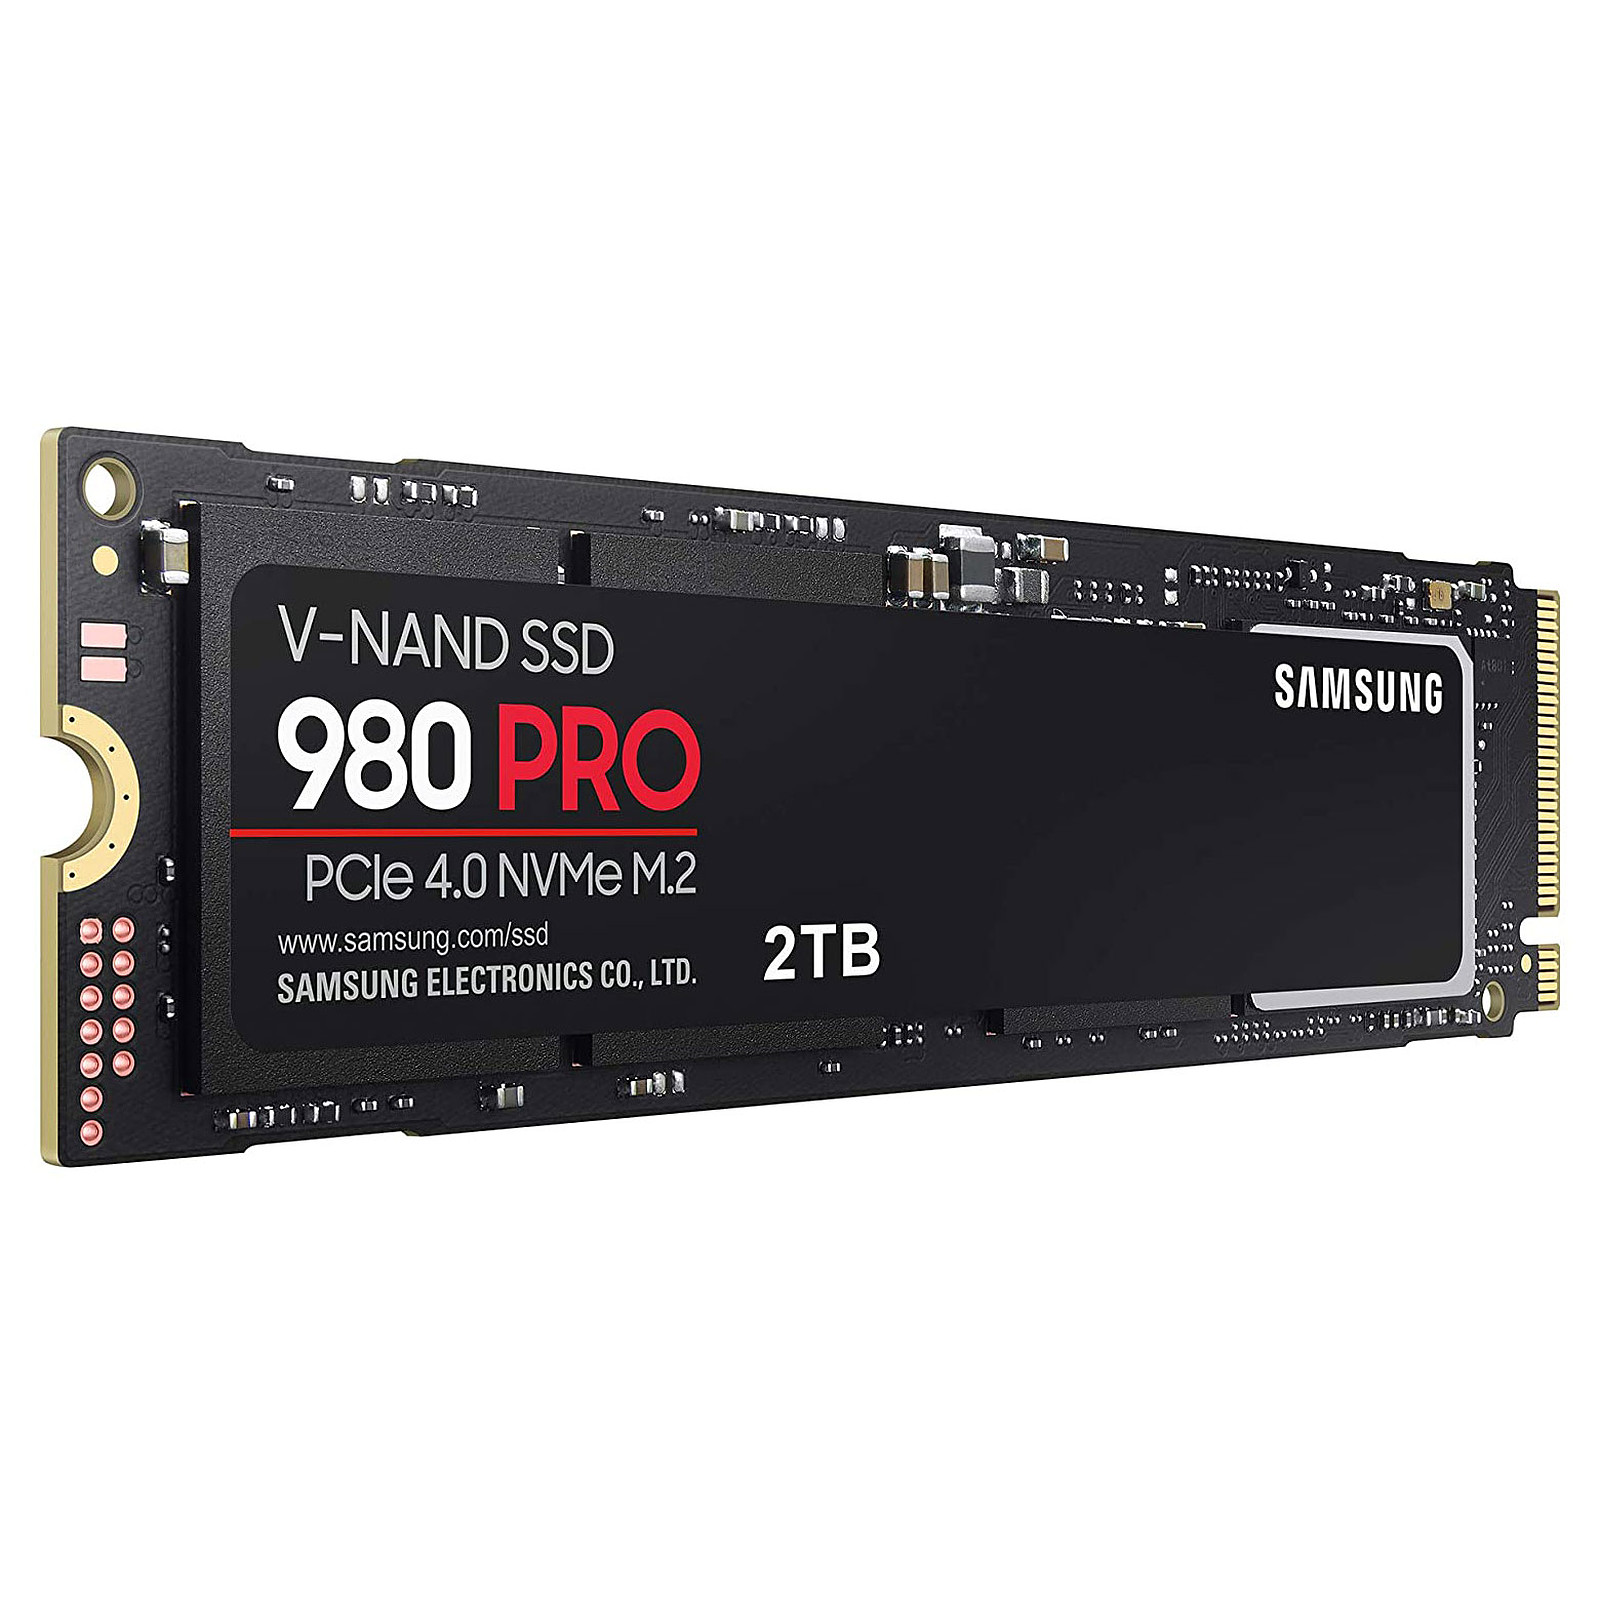 V-NAND SSD
980 PRO
PCIe 4.0 NVMe M.2
www.samsung.com/ssd
SAMSUNG ELECTRONICS CO., LTD.
2TB
SAMSUNG